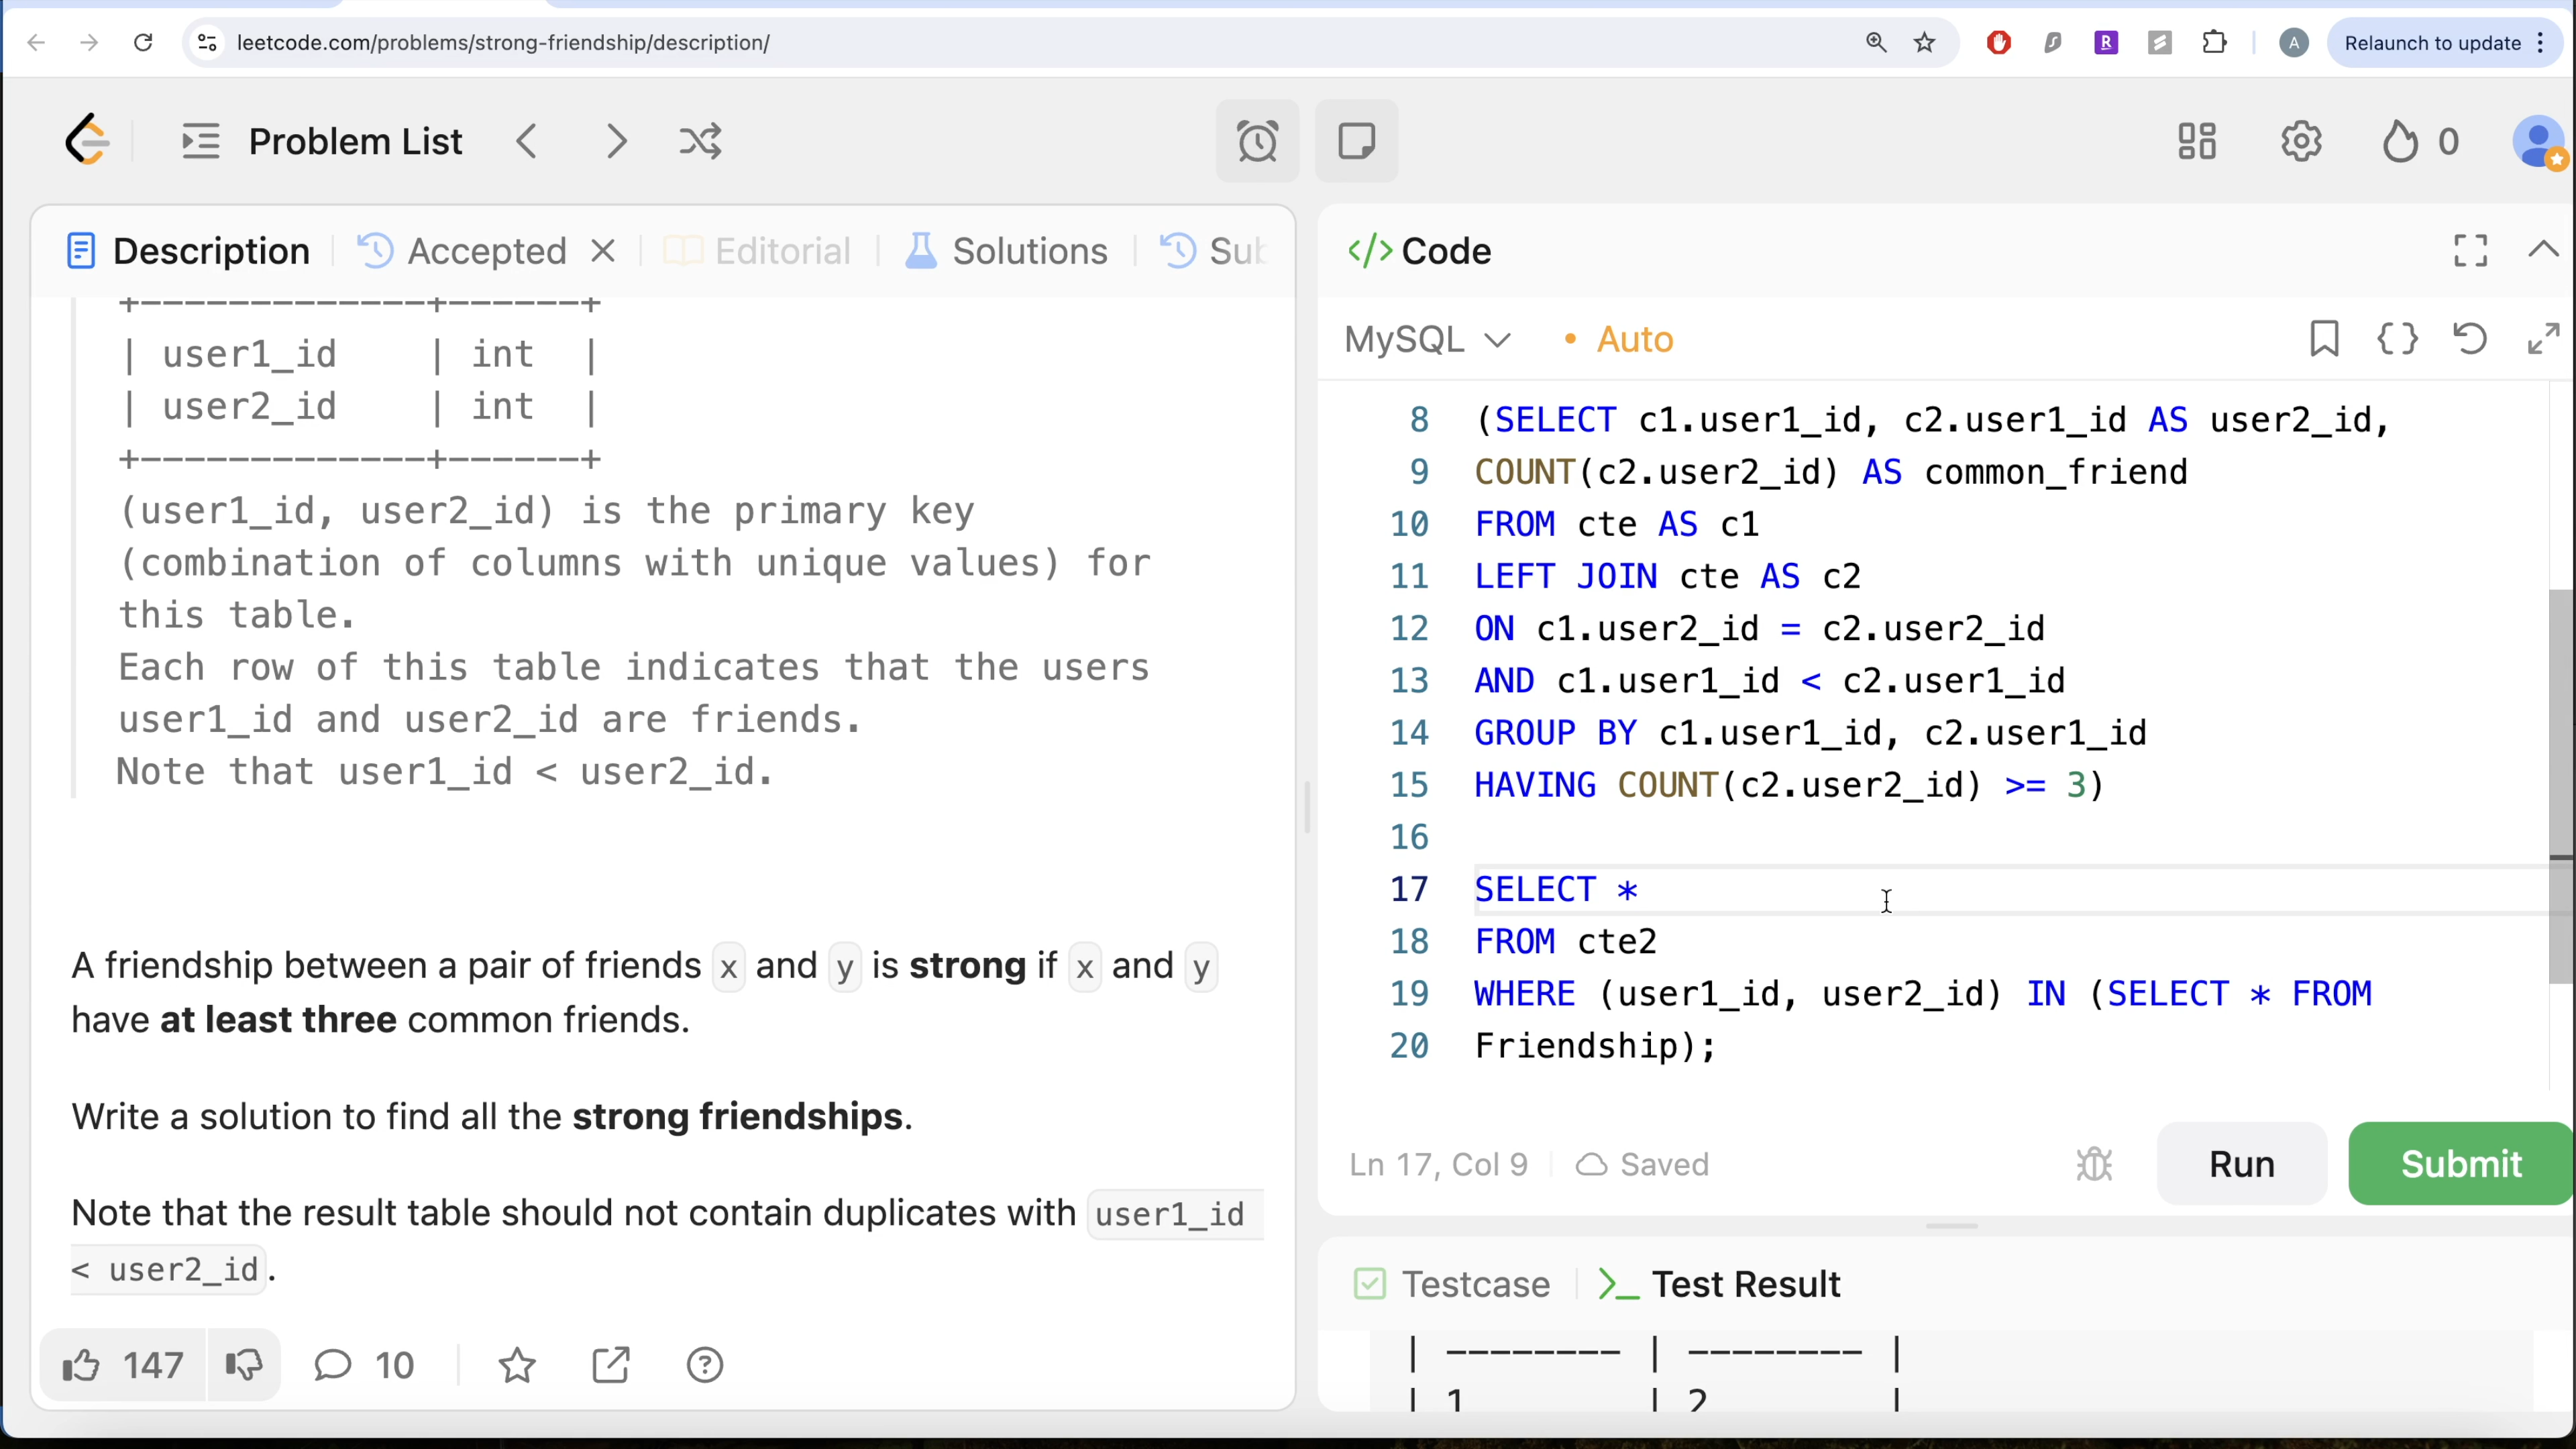 leetcode.com/problems/strong-friendship/description/
A
Relaunch to update
Problem List
0
Description
Accepted
Editorial
Solutions
Sub
+-------------+------+
| user1_id    | int  |
| user2_id    | int  |
+-------------+------+
(user1_id, user2_id) is the primary key
(combination of columns with unique values) for
this table.
Each row of this table indicates that the users
user1_id and user2_id are friends.
Note that user1_id < user2_id.
A friendship between a pair of friends x and y is strong if x and y
have at least three common friends.
Write a solution to find all the strong friendships.
Note that the result table should not contain duplicates with user1_id
< user2_id.
147
10
</> Code
MySQL
• Auto
8 (SELECT c1.user1_id, c2.user1_id AS user2_id,
9 COUNT(c2.user2_id) AS common_friend
10 FROM cte AS c1
11 LEFT JOIN cte AS c2
12 ON c1.user2_id = c2.user2_id
13 AND c1.user1_id < c2.user1_id
14 GROUP BY c1.user1_id, c2.user1_id
15 HAVING COUNT(c2.user2_id) >= 3)
16
17 SELECT *
18 FROM cte2
19 WHERE (user1_id, user2_id) IN (SELECT * FROM
20 Friendship);
Ln 17, Col 9
Saved
Run
Submit
Testcase
>_ Test Result
| -------- | -------- |
| 1        | 2        |